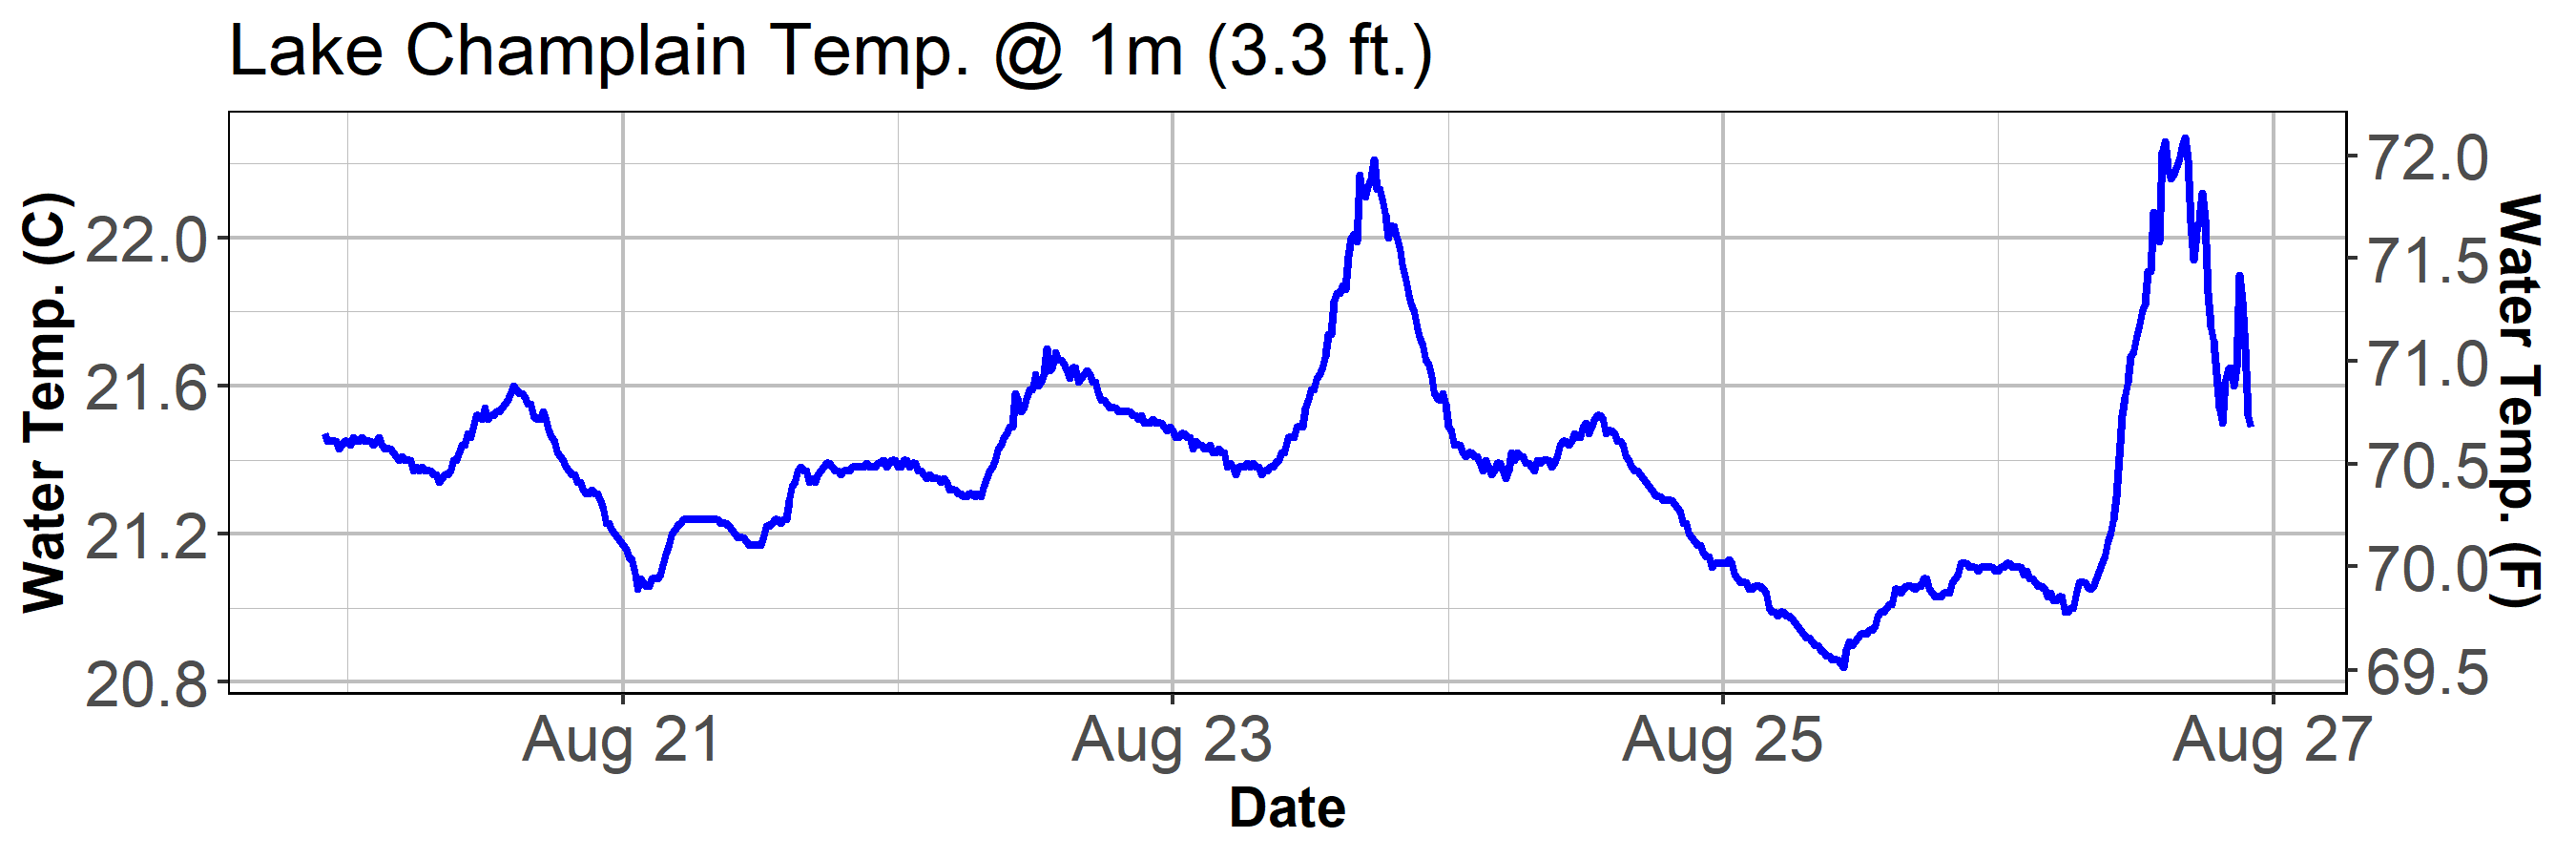 Lake Champlain Temp. @ 1m (3.3 ft.)
Water Temp. (C)
22.0
21.6
21.2
20.8
72.0
71.5
71.0
70.5
70.0
69.5
Water Temp. (F)
Aug 21
Aug 23
Aug 25
Aug 27
Date